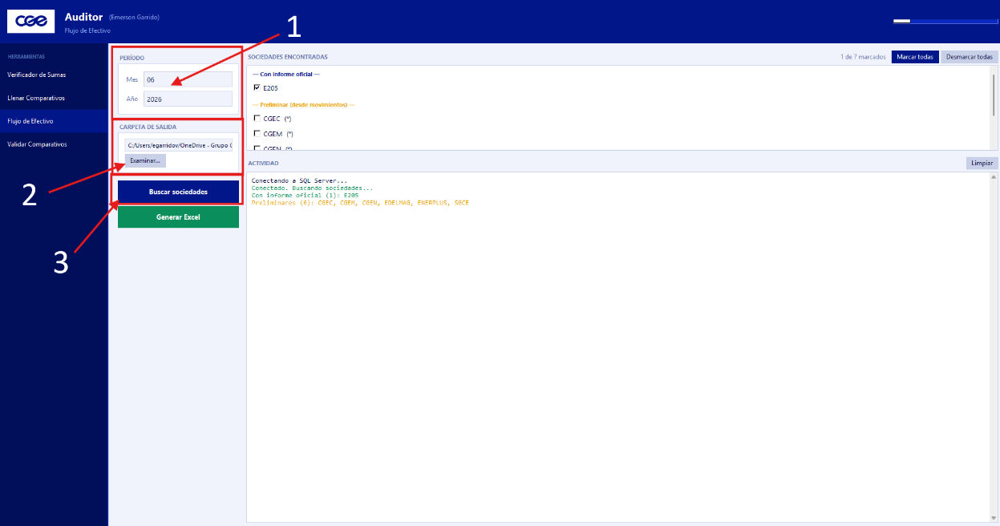 cge
Auditor (Emerson Garrido)
Flujo de Efectivo
1
HERRAMIENTAS
Verificador de Sumas
Llenar Comparativos
Flujo de Efectivo
Validar Comparativos
PERÍODO
Mes 06
Año 2026
CARPETA DE SALIDA
C:/Users/egarridov/OneDrive - Grupo
Examinar...
2
Buscar sociedades
Generar Excel
3
SOCIEDADES ENCONTRADAS
1 de 7 marcados Marcar todas Desmarcar todas
— Con informe oficial —
E205
— Preliminar (desde movimientos) —
CGEC (*)
CGEM (*)
CGEN (*)
ACTIVIDAD Limpiar
Conectando a SQL Server...
Conectado. Buscando sociedades...
Con informe oficial (1): E205
Preliminares (6): CGEC, CGEM, CGEN, EDELMAG, ENERPLUS, SGCE